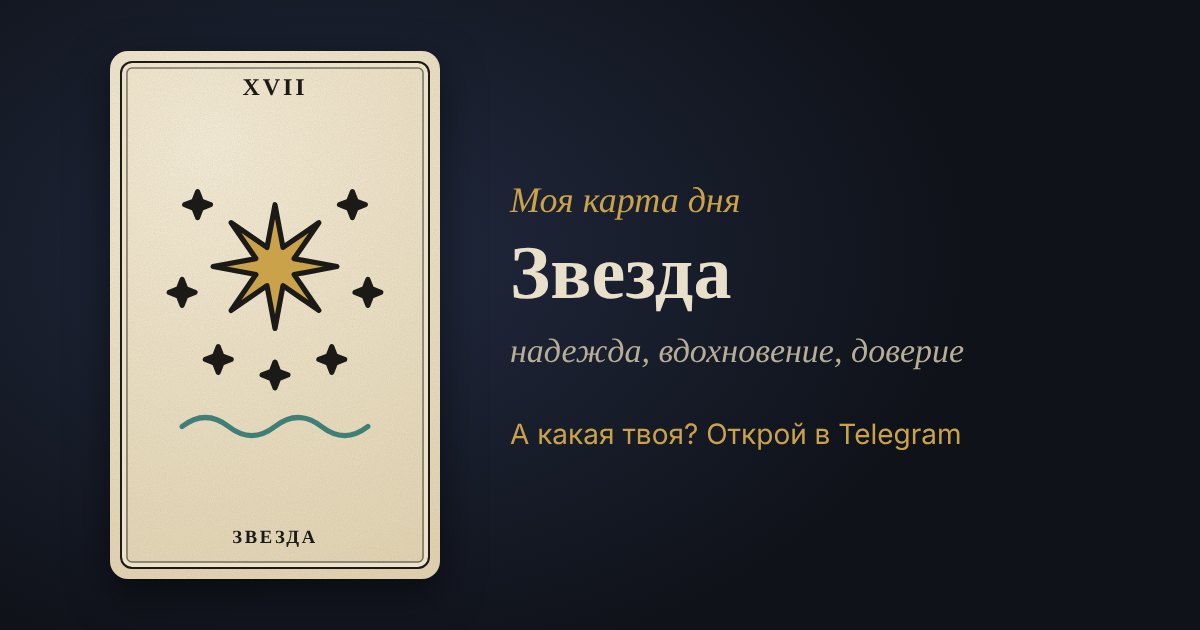 XVII
ЗВЕЗДА
Моя карта дня
Звезда
надежда, вдохновение, доверие
А какая твоя? Открой в Telegram